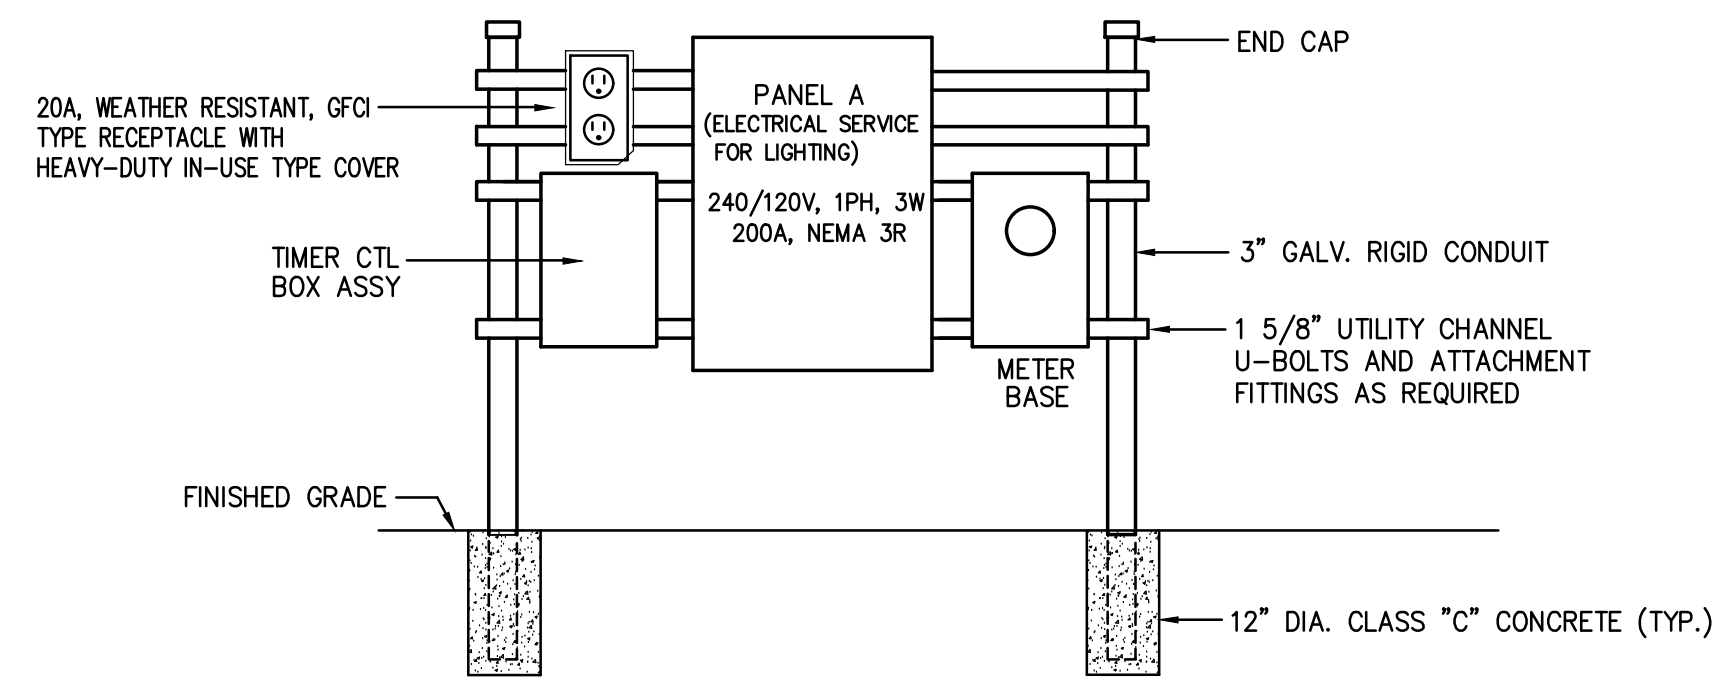 END CAP
20A, WEATHER RESISTANT, GFCI
TYPE RECEPTACLE WITH
HEAVY-DUTY IN-USE TYPE COVER
PANEL A
(ELECTRICAL SERVICE
FOR LIGHTING)
240/120V, 1PH, 3W
200A, NEMA 3R
TIMER CTL
BOX ASSY
3" GALV. RIGID CONDUIT
1 5/8" UTILITY CHANNEL
U-BOLTS AND ATTACHMENT
FITTINGS AS REQUIRED
METER
BASE
FINISHED GRADE
12" DIA. CLASS "C" CONCRETE (TYP.)